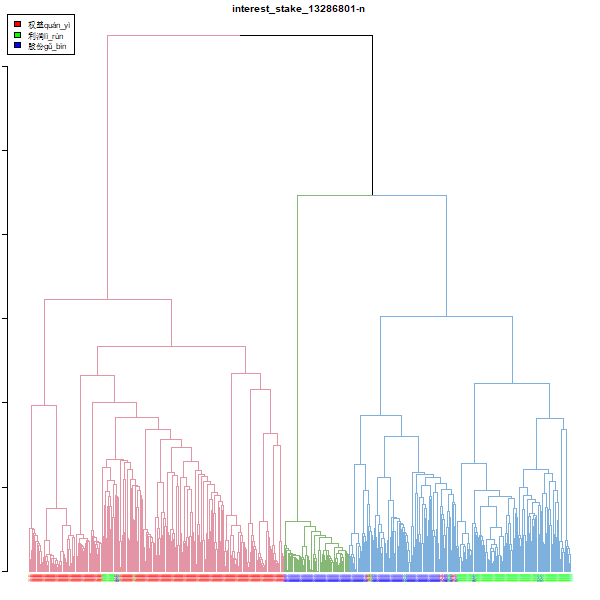 interest_stake_13286801-n
权益quán_yì
利润lì_rùn
股份gǔ_bìn